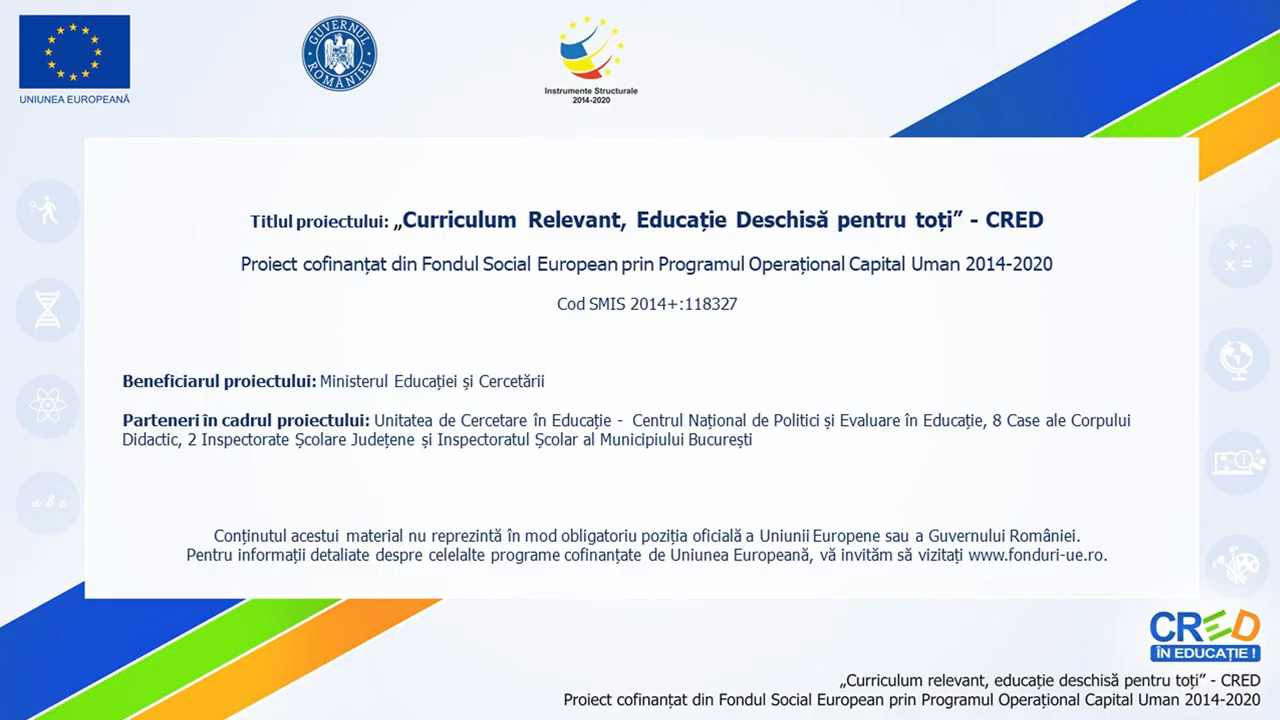 UNIUNEA EUROPEANĂ
GUVERNUL ROMÂNIEI
Instrumente Structurale
2014-2020
Titlul proiectului: „Curriculum Relevant, Educație Deschisă pentru toți” - CRED
Proiect cofinanțat din Fondul Social European prin Programul Operațional Capital Uman 2014-2020
Cod SMIS 2014+:118327
Beneficiarul proiectului: Ministerul Educației și Cercetării
Parteneri în cadrul proiectului: Unitatea de Cercetare în Educație - Centrul Național de Politici și Evaluare în Educație, 8 Case ale Corpului
Didactic, 2 Inspectorate Școlare Județene și Inspectoratul Școlar al Municipiului București
a b c
Conținutul acestui material nu reprezintă în mod obligatoriu poziția oficială a Uniunii Europene sau a Guvernului României.
Pentru informații detaliate despre celelalte programe cofinanțate de Uniunea Europeană, vă invităm să vizitați www.fonduri-ue.ro.
CRED
ÎN EDUCAȚIE !
„Curriculum relevant, educație deschisă pentru toți” - CRED
Proiect cofinanțat din Fondul Social European prin Programul Operațional Capital Uman 2014-2020